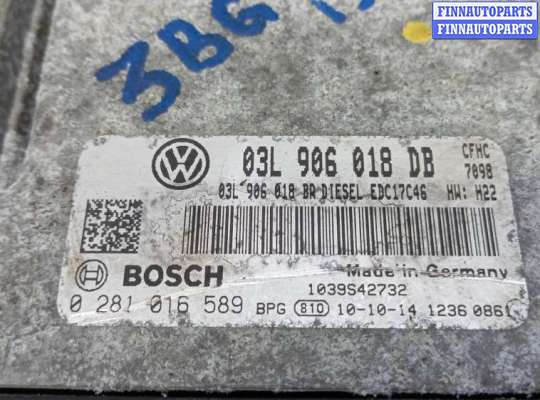 FINNAUTOPARTS
FINNAUTOPARTS
3BG
03L 906 018 DB CFHC
7098
03L 906 018 BR DIESEL EDC17C46 HW: H22
BOSCH Made in Germany
1039S42732
0 281 016 589 BPG 810 10-10-14 1236 0861